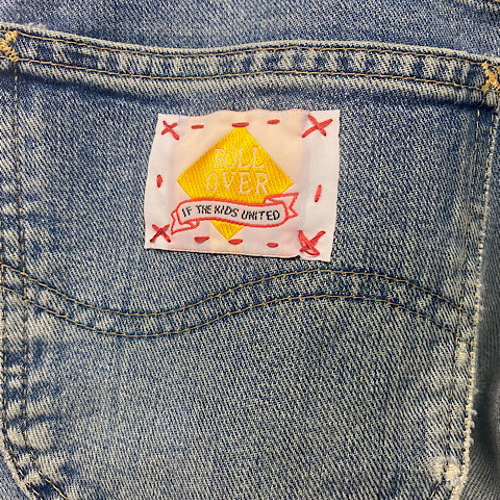 ROLL
OVER
IF THE KIDS UNITED